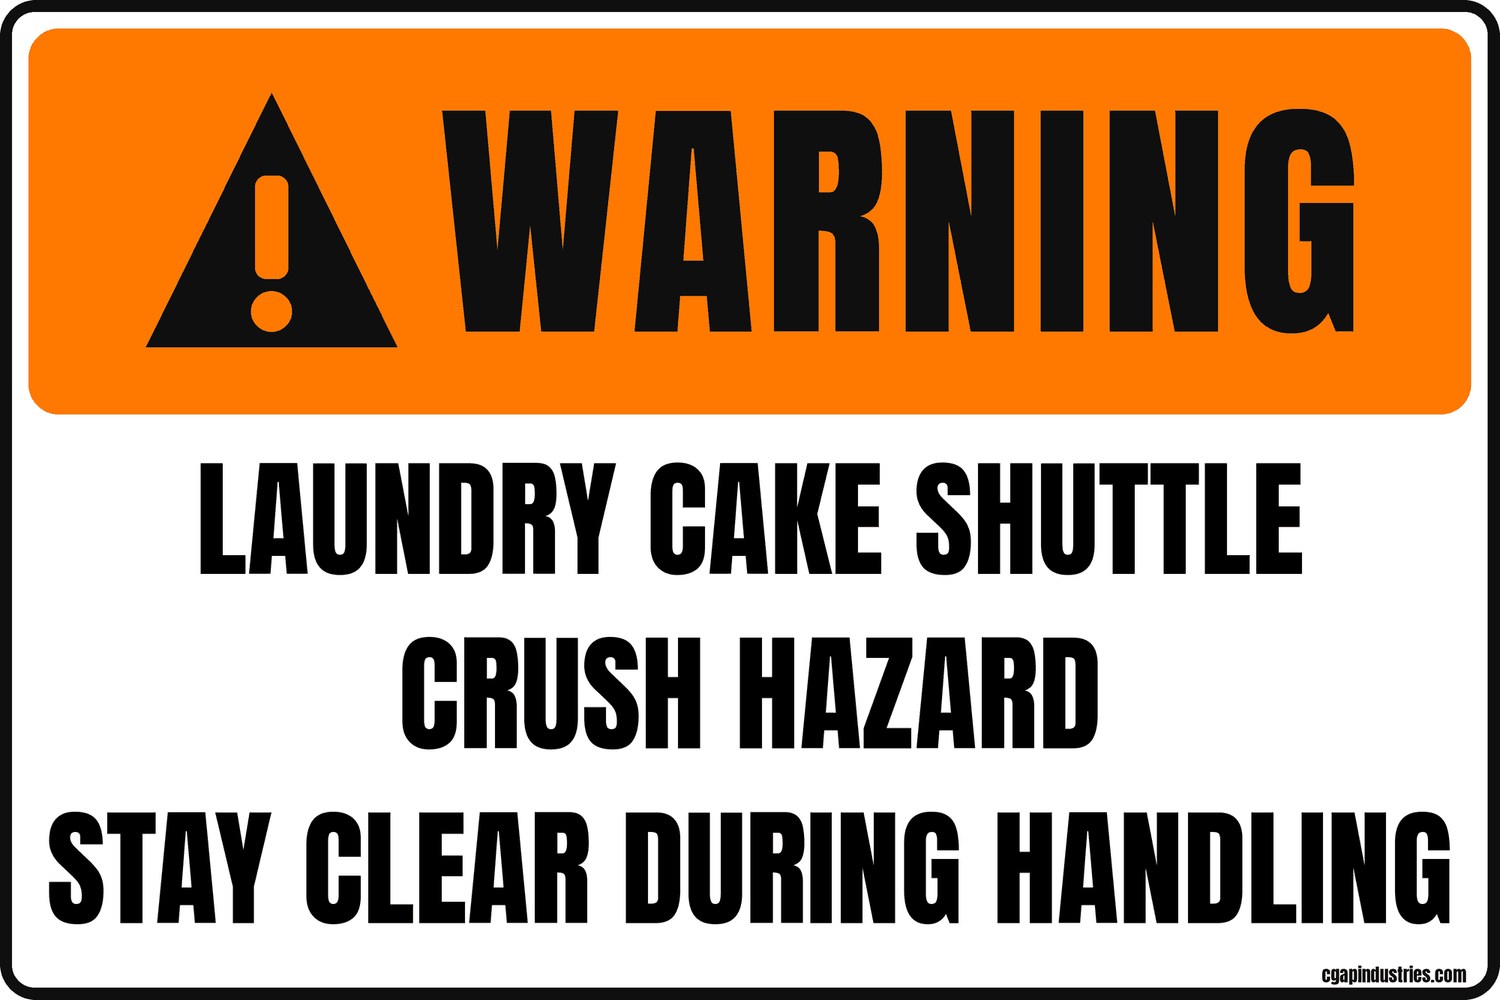 WARNING
LAUNDRY CAKE SHUTTLE
CRUSH HAZARD
STAY CLEAR DURING HANDLING
cgapindustries.com